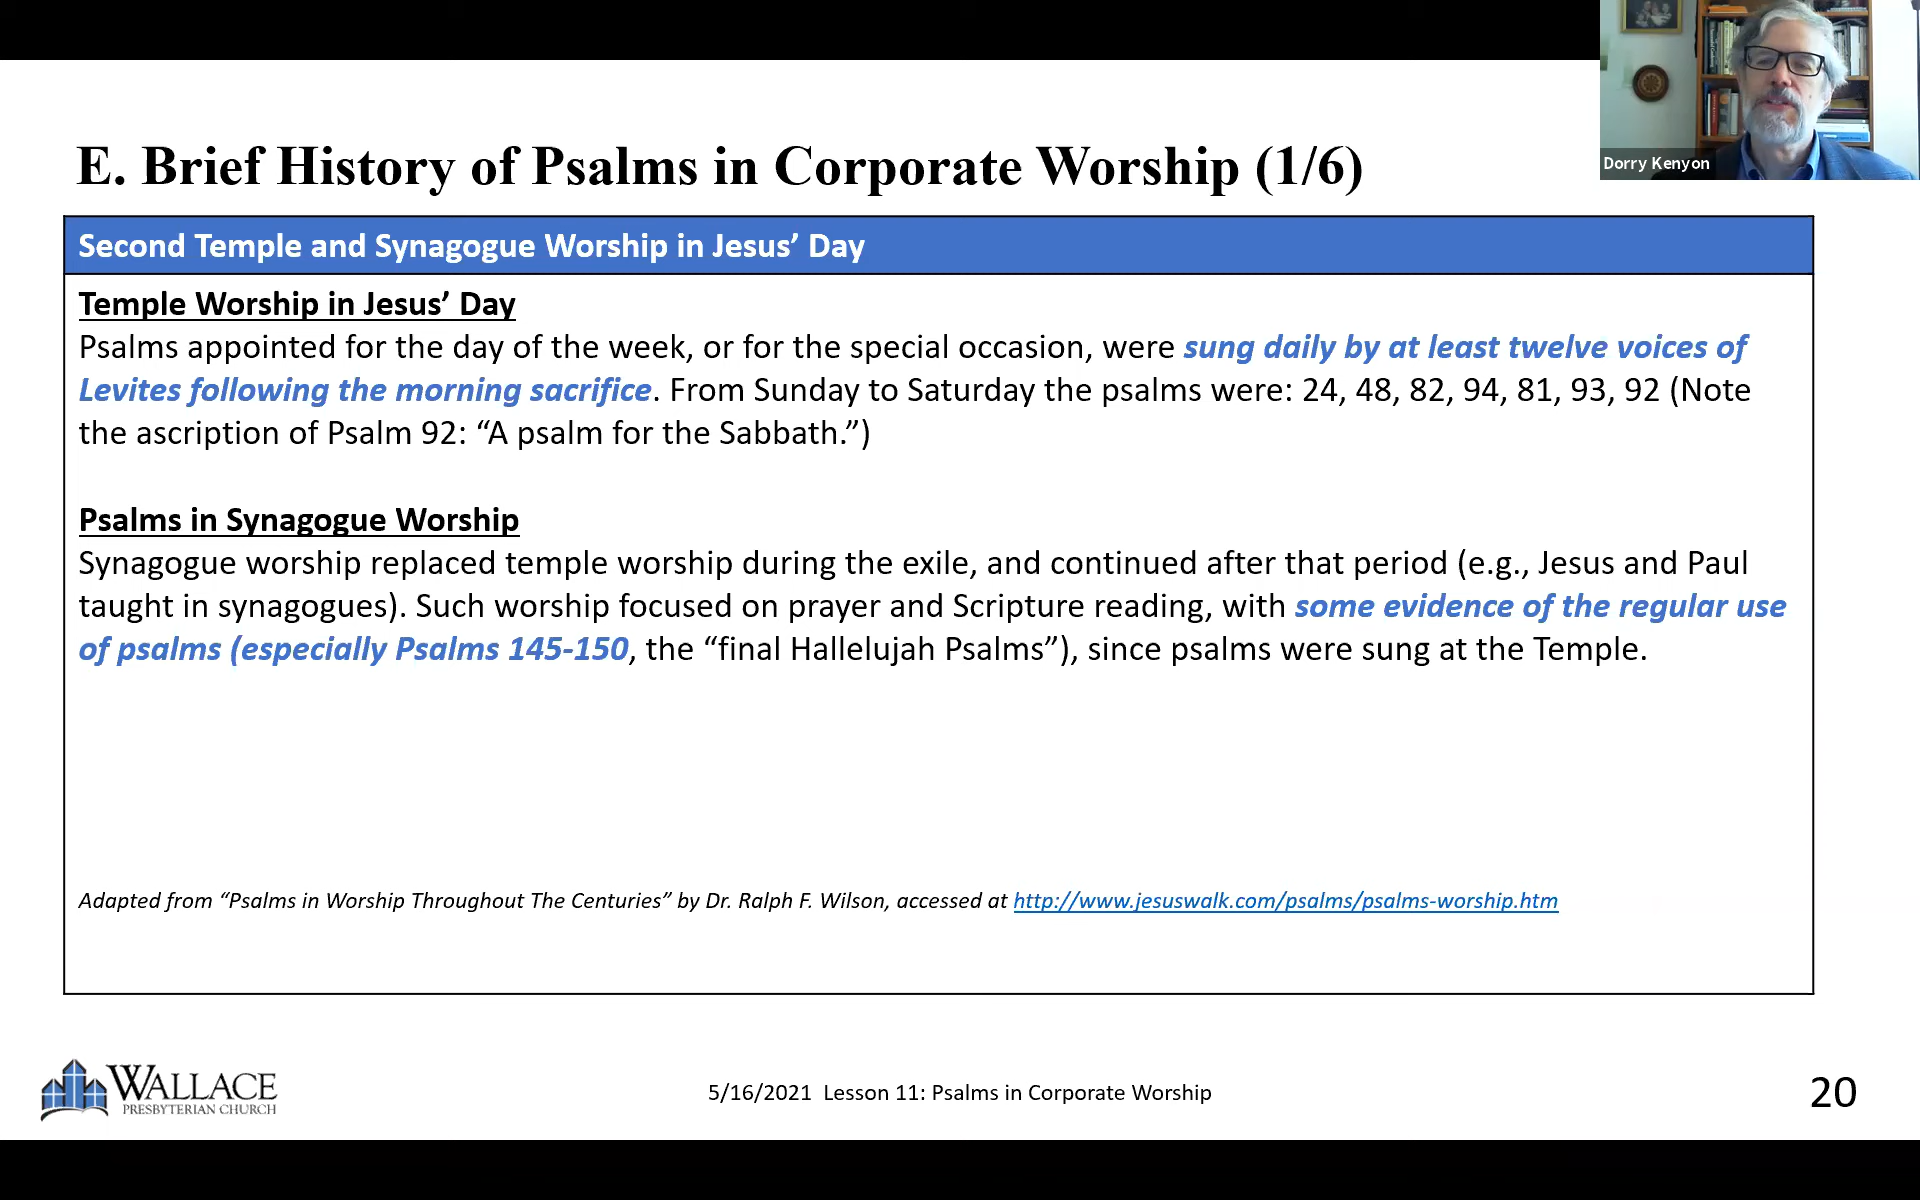 Dorry Kenyon
E. Brief History of Psalms in Corporate Worship (1/6)
Second Temple and Synagogue Worship in Jesus’ Day
Temple Worship in Jesus’ Day
Psalms appointed for the day of the week, or for the special occasion, were sung daily by at least twelve voices of
Levites following the morning sacrifice. From Sunday to Saturday the psalms were: 24, 48, 82, 94, 81, 93, 92 (Note
the ascription of Psalm 92: “A psalm for the Sabbath.”)
Psalms in Synagogue Worship
Synagogue worship replaced temple worship during the exile, and continued after that period (e.g., Jesus and Paul
taught in synagogues). Such worship focused on prayer and Scripture reading, with some evidence of the regular use
of psalms (especially Psalms 145-150, the “final Hallelujah Psalms”), since psalms were sung at the Temple.
Adapted from “Psalms in Worship Throughout The Centuries” by Dr. Ralph F. Wilson, accessed at http://www.jesuswalk.com/psalms/psalms-worship.htm
WALLACE
PRESBYTERIAN CHURCH
5/16/2021 Lesson 11: Psalms in Corporate Worship
20